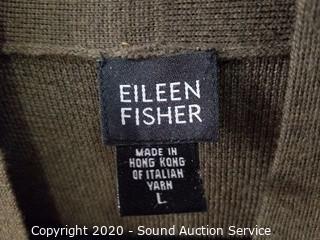 EILEEN
FISHER
MADE IN
HONG KONG
OF ITALIAN
YARN
L
Copyright 2020 - Sound Auction Service